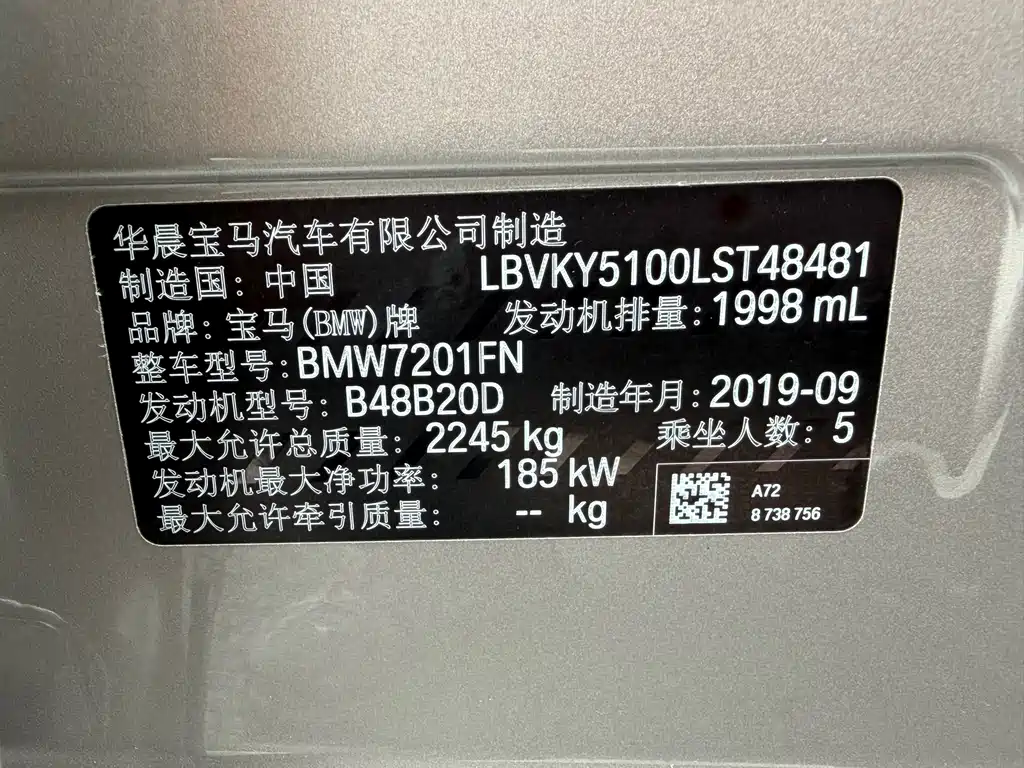 华晨宝马汽车有限公司制造
制造国: 中国 LBVKY5100LST48481
品牌: 宝马(BMW)牌 发动机排量: 1998 mL
整车型号: BMW7201FN
发动机型号: B48B20D 制造年月: 2019-09
最大允许总质量: 2245 kg 乘坐人数: 5
发动机最大净功率: 185 kW
最大允许牵引质量: -- kg
A72
8 738 756